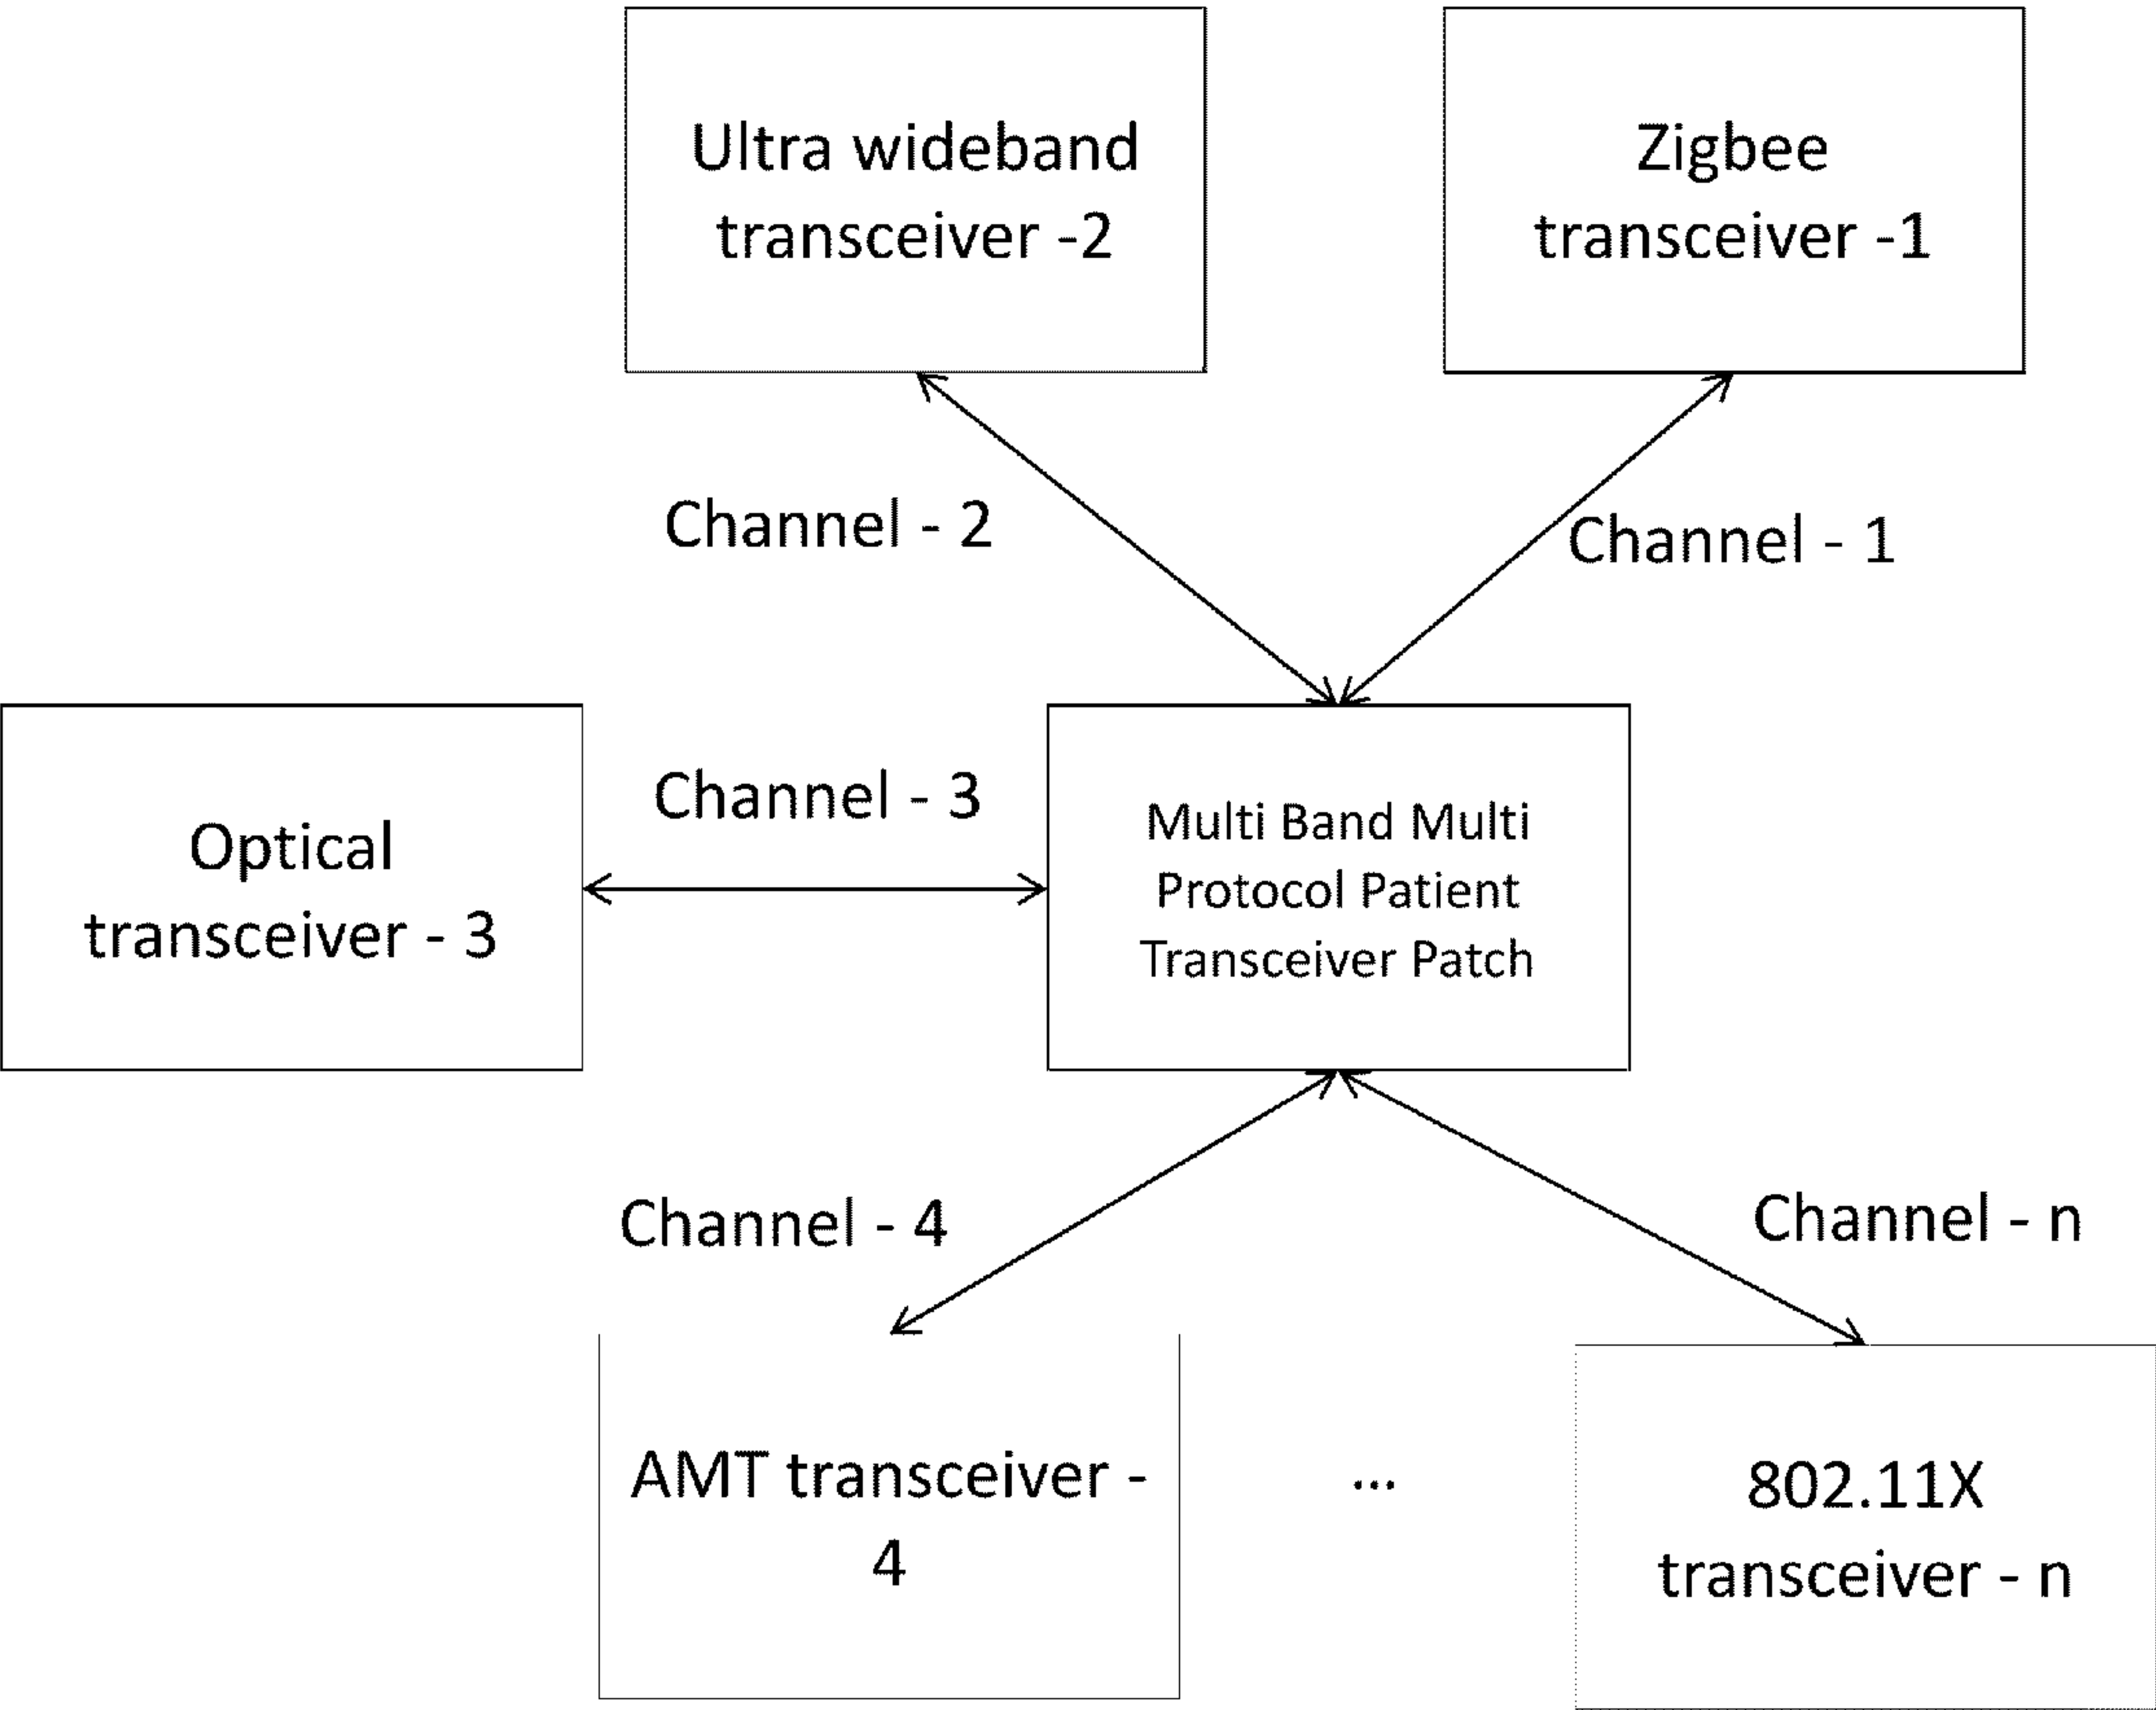 Ultra wideband
transceiver -2
Zigbee
transceiver -1
Channel - 2
Channel - 1
Optical
transceiver - 3
Channel - 3
Multi Band Multi
Protocol Patient
Transceiver Patch
Channel - 4
Channel - n
AMT transceiver -
4
...
802.11X
transceiver - n